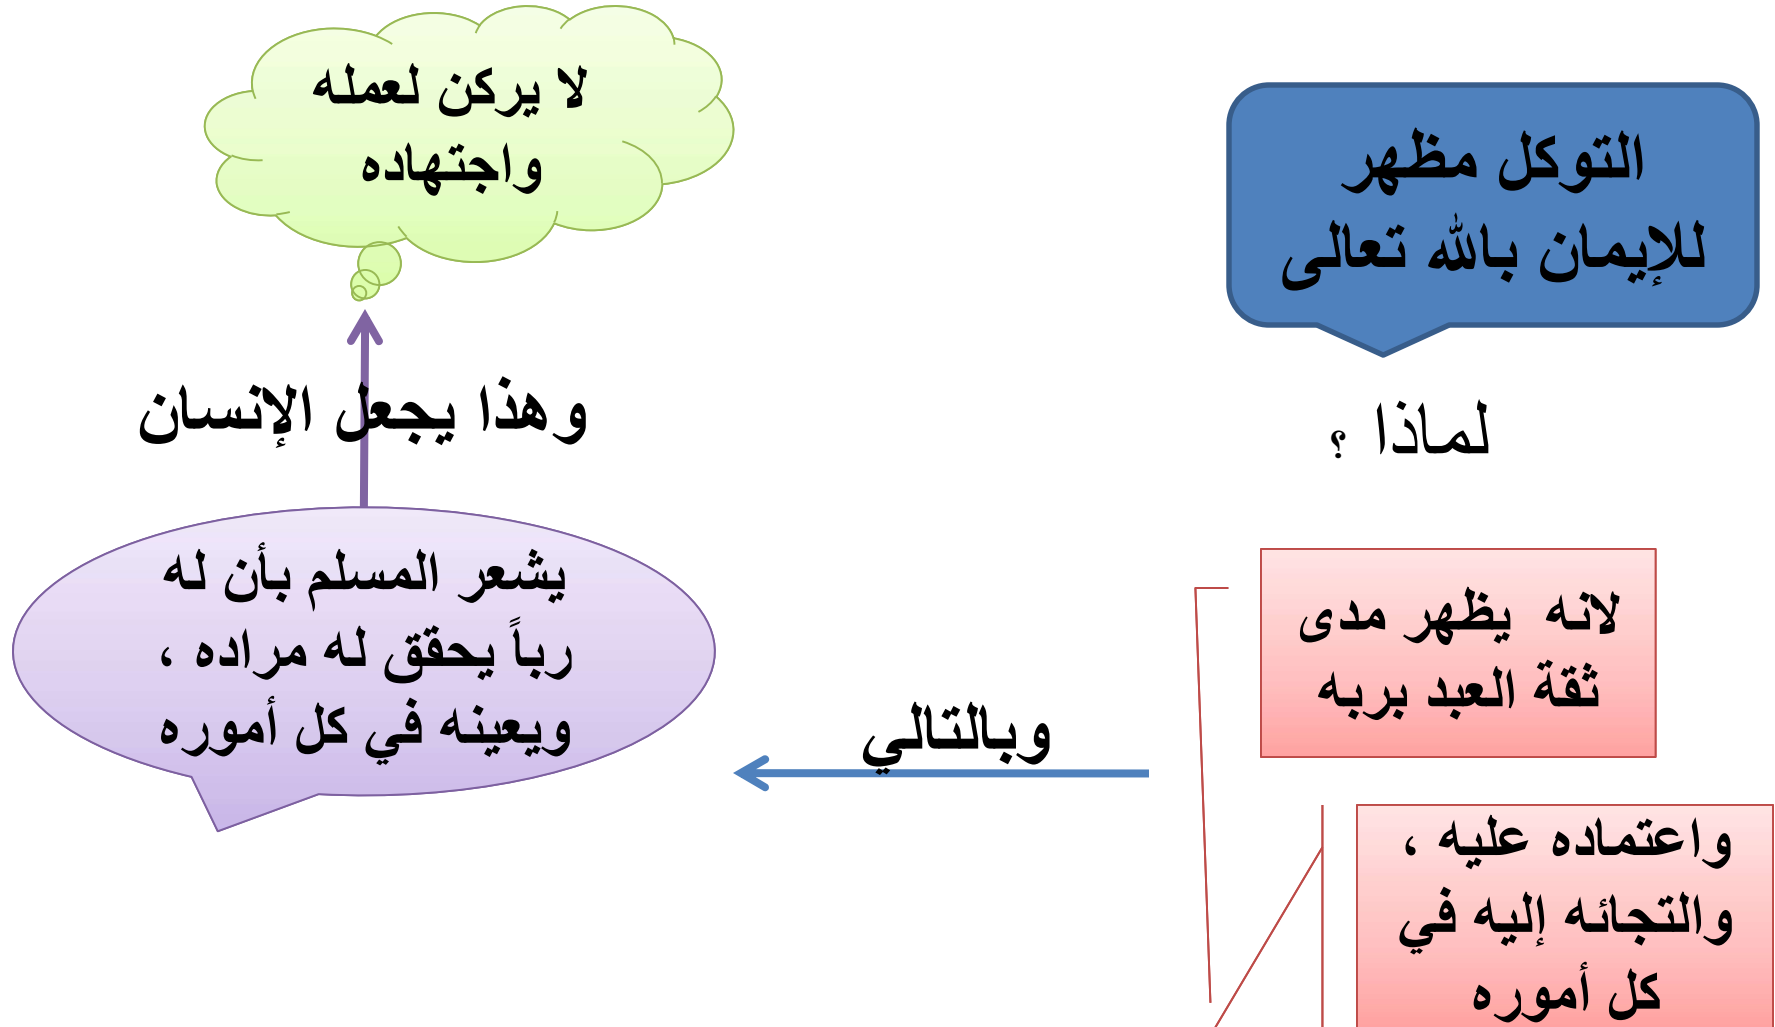 التوكل مظهر
للإيمان بالله تعالى
لماذا ؟
لانه يظهر مدى
ثقة العبد بربه
واعتماده عليه ،
والتجائه إليه في
كل أموره
وبالتالي
يشعر المسلم بأن له
رباً يحقق له مراده ،
ويعينه في كل أموره
وهذا يجعل الإنسان
لا يركن لعمله
واجتهاده